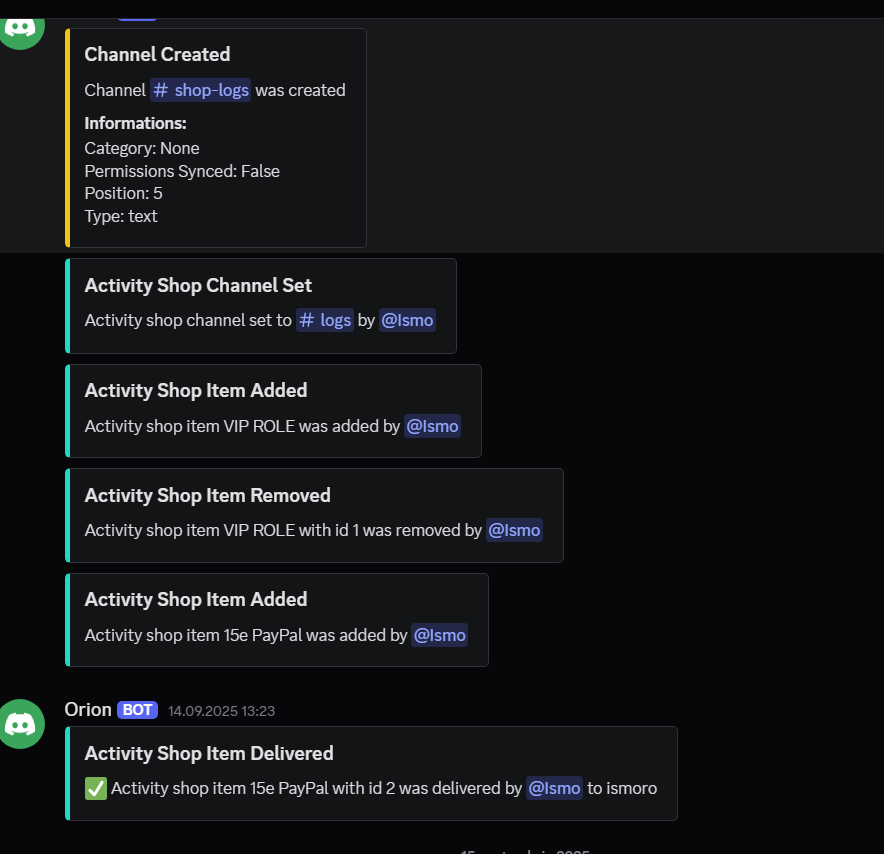 Channel Created
Channel # shop-logs was created
Informations:
Category: None
Permissions Synced: False
Position: 5
Type: text
Activity Shop Channel Set
Activity shop channel set to # logs by @Ismo
Activity Shop Item Added
Activity shop item VIP ROLE was added by @Ismo
Activity Shop Item Removed
Activity shop item VIP ROLE with id 1 was removed by @Ismo
Activity Shop Item Added
Activity shop item 15e PayPal was added by @Ismo
Orion BOT 14.09.2025 13:23
Activity Shop Item Delivered
✅ Activity shop item 15e PayPal with id 2 was delivered by @Ismo to ismoro